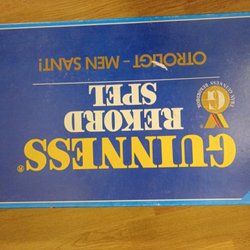 GUINNESS®
REKORD
SPEL
OTROLIGT – MEN SANT!